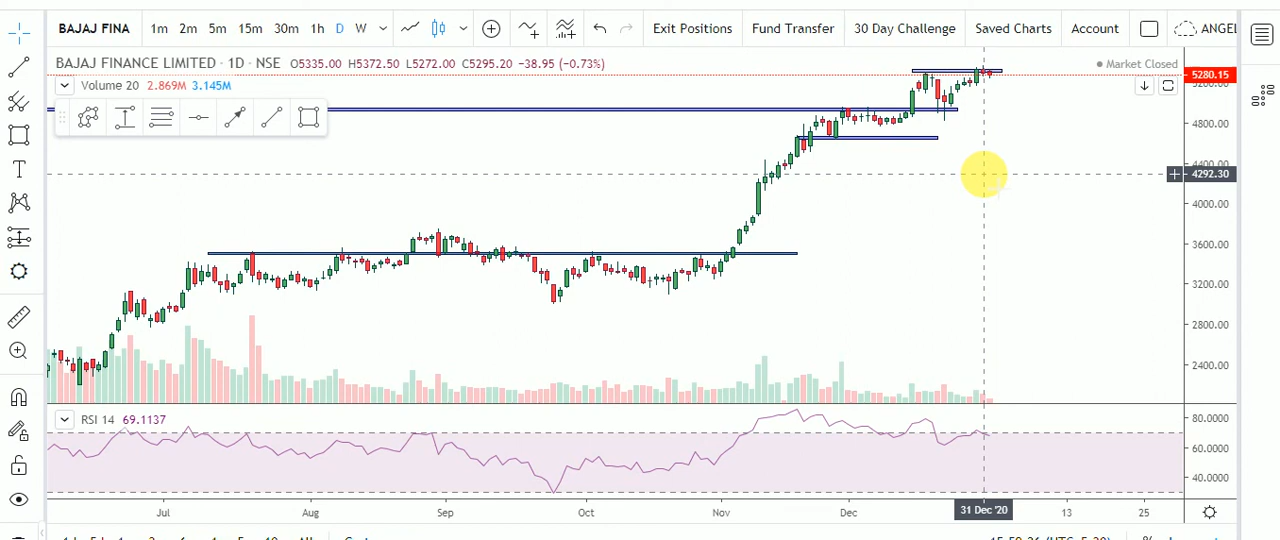 BAJAJ FINA 1m 2m 5m 15m 30m 1h D W Exit Positions Fund Transfer 30 Day Challenge Saved Charts Account ANGEL
BAJAJ FINANCE LIMITED · 1D · NSE O5335.00 H5372.50 L5272.00 C5295.20 -38.95 (-0.73%) Market Closed
5280.15
5200.00
Volume 20 2.869M 3.145M
4800.00
4400.00
4292.30
4000.00
3600.00
3200.00
2800.00
2400.00
RSI 14 69.1137
80.0000
60.0000
40.0000
Jul Aug Sep Oct Nov Dec 31 Dec '20 13 25